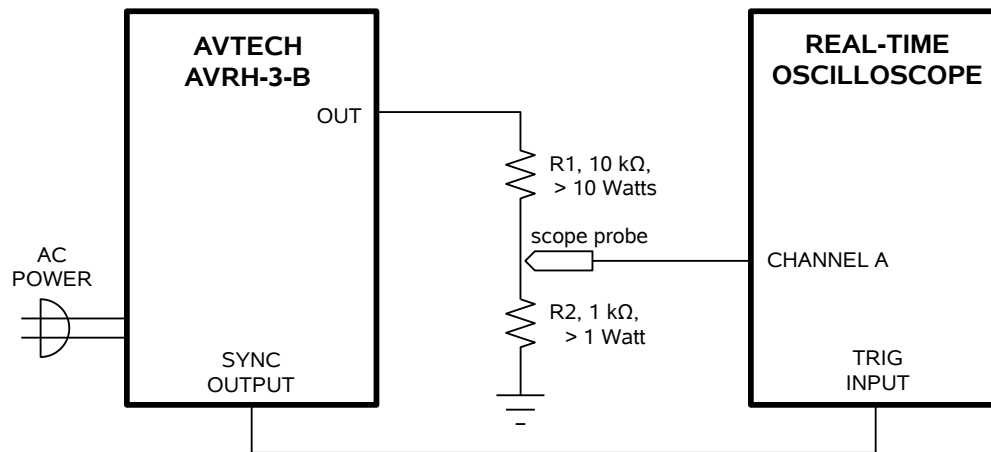 AVTECH
AVRH-3-B
OUT
REAL-TIME
OSCILLOSCOPE
R1, 10 kΩ,
> 10 Watts
scope probe
CHANNEL A
AC
POWER
R2, 1 kΩ,
> 1 Watt
SYNC
OUTPUT
TRIG
INPUT